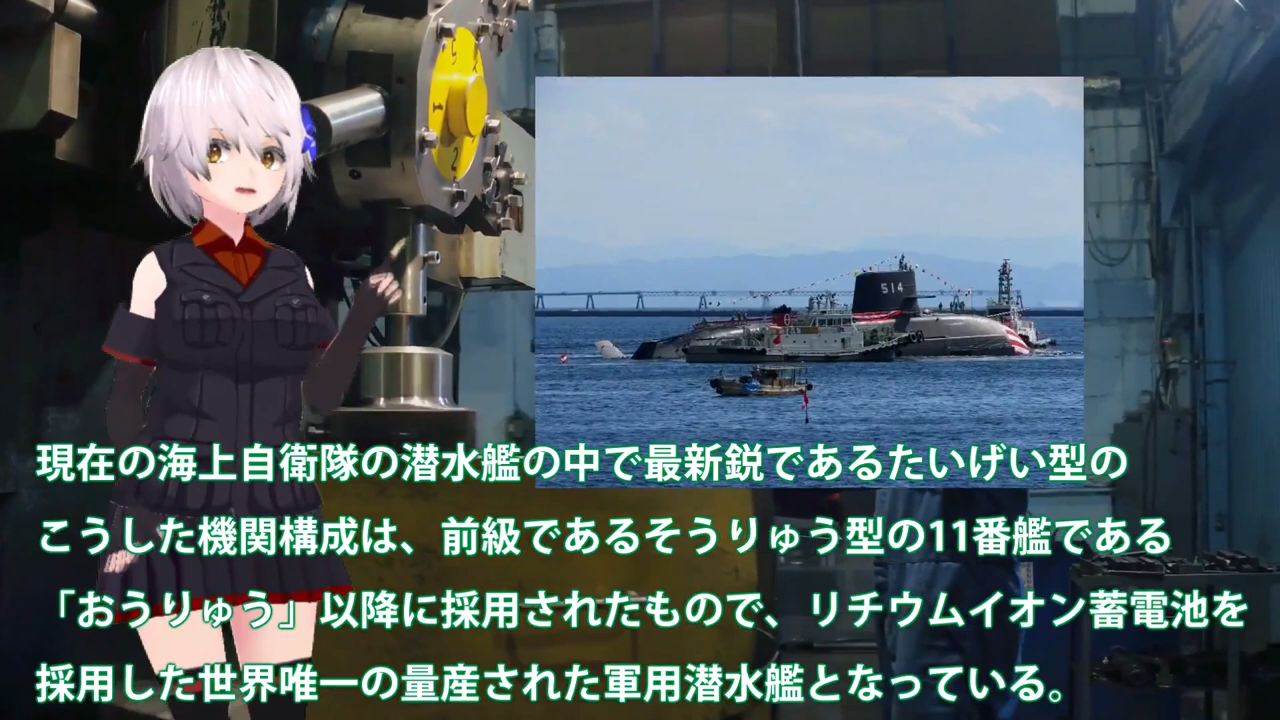 514
5
1
2
現在の海上自衛隊の潜水艦の中で最新鋭であるたいげい型の
こうした機関構成は、前級であるそうりゅう型の11番艦である
「おうりゅう」以降に採用されたもので、リチウムイオン蓄電池を
採用した世界唯一の量産された軍用潜水艦となっている。